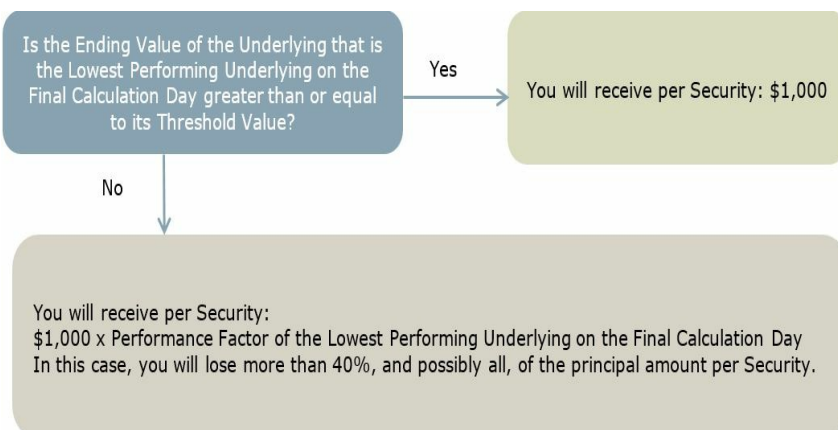 Is the Ending Value of the Underlying that is
the Lowest Performing Underlying on the
Final Calculation Day greater than or equal
to its Threshold Value?
Yes
You will receive per Security: $1,000
No
You will receive per Security:
$1,000 x Performance Factor of the Lowest Performing Underlying on the Final Calculation Day
In this case, you will lose more than 40%, and possibly all, of the principal amount per Security.